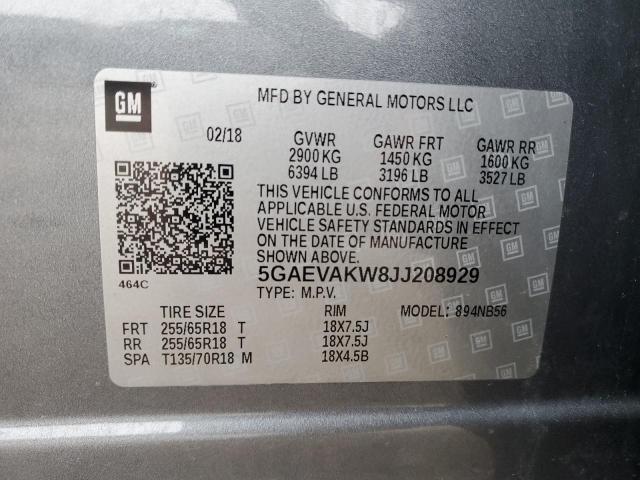 GM
MFD BY GENERAL MOTORS LLC
02/18 GVWR GAWR FRT GAWR RR
2900 KG 1450 KG 1600 KG
6394 LB 3196 LB 3527 LB
THIS VEHICLE CONFORMS TO ALL
APPLICABLE U.S. FEDERAL MOTOR
VEHICLE SAFETY STANDARDS IN EFFECT
ON THE DATE OF MANUFACTURE
SHOWN ABOVE.
464C
5GAEVAKW8JJ208929
TYPE: M.P.V.
TIRE SIZE RIM MODEL: 894NB56
FRT 255/65R18 T 18X7.5J
RR 255/65R18 T 18X7.5J
SPA T135/70R18 M 18X4.5B